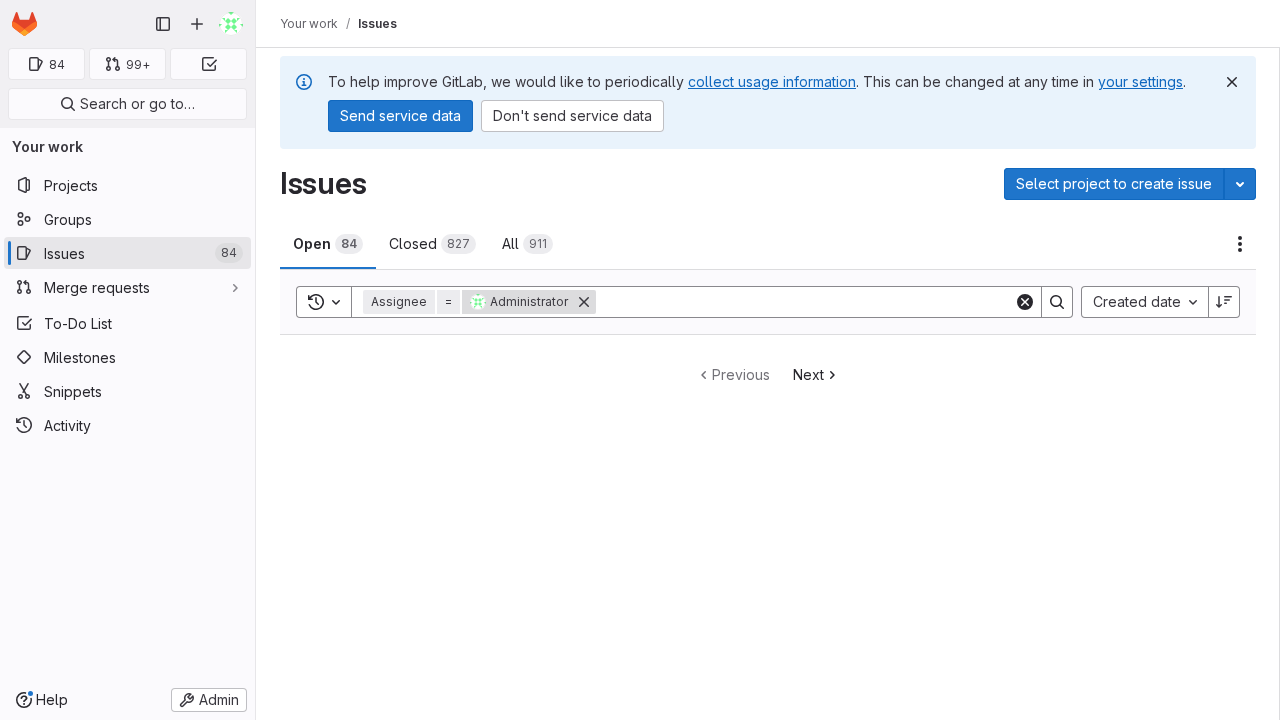 84
99+
Search or go to…
Your work
Projects
Groups
Issues 84
Merge requests
To-Do List
Milestones
Snippets
Activity
Help
Admin
Your work / Issues
To help improve GitLab, we would like to periodically collect usage information. This can be changed at any time in your settings.
Send service data
Don't send service data
Issues
Select project to create issue
Open 84
Closed 827
All 911
Assignee = Administrator
Created date
Previous
Next